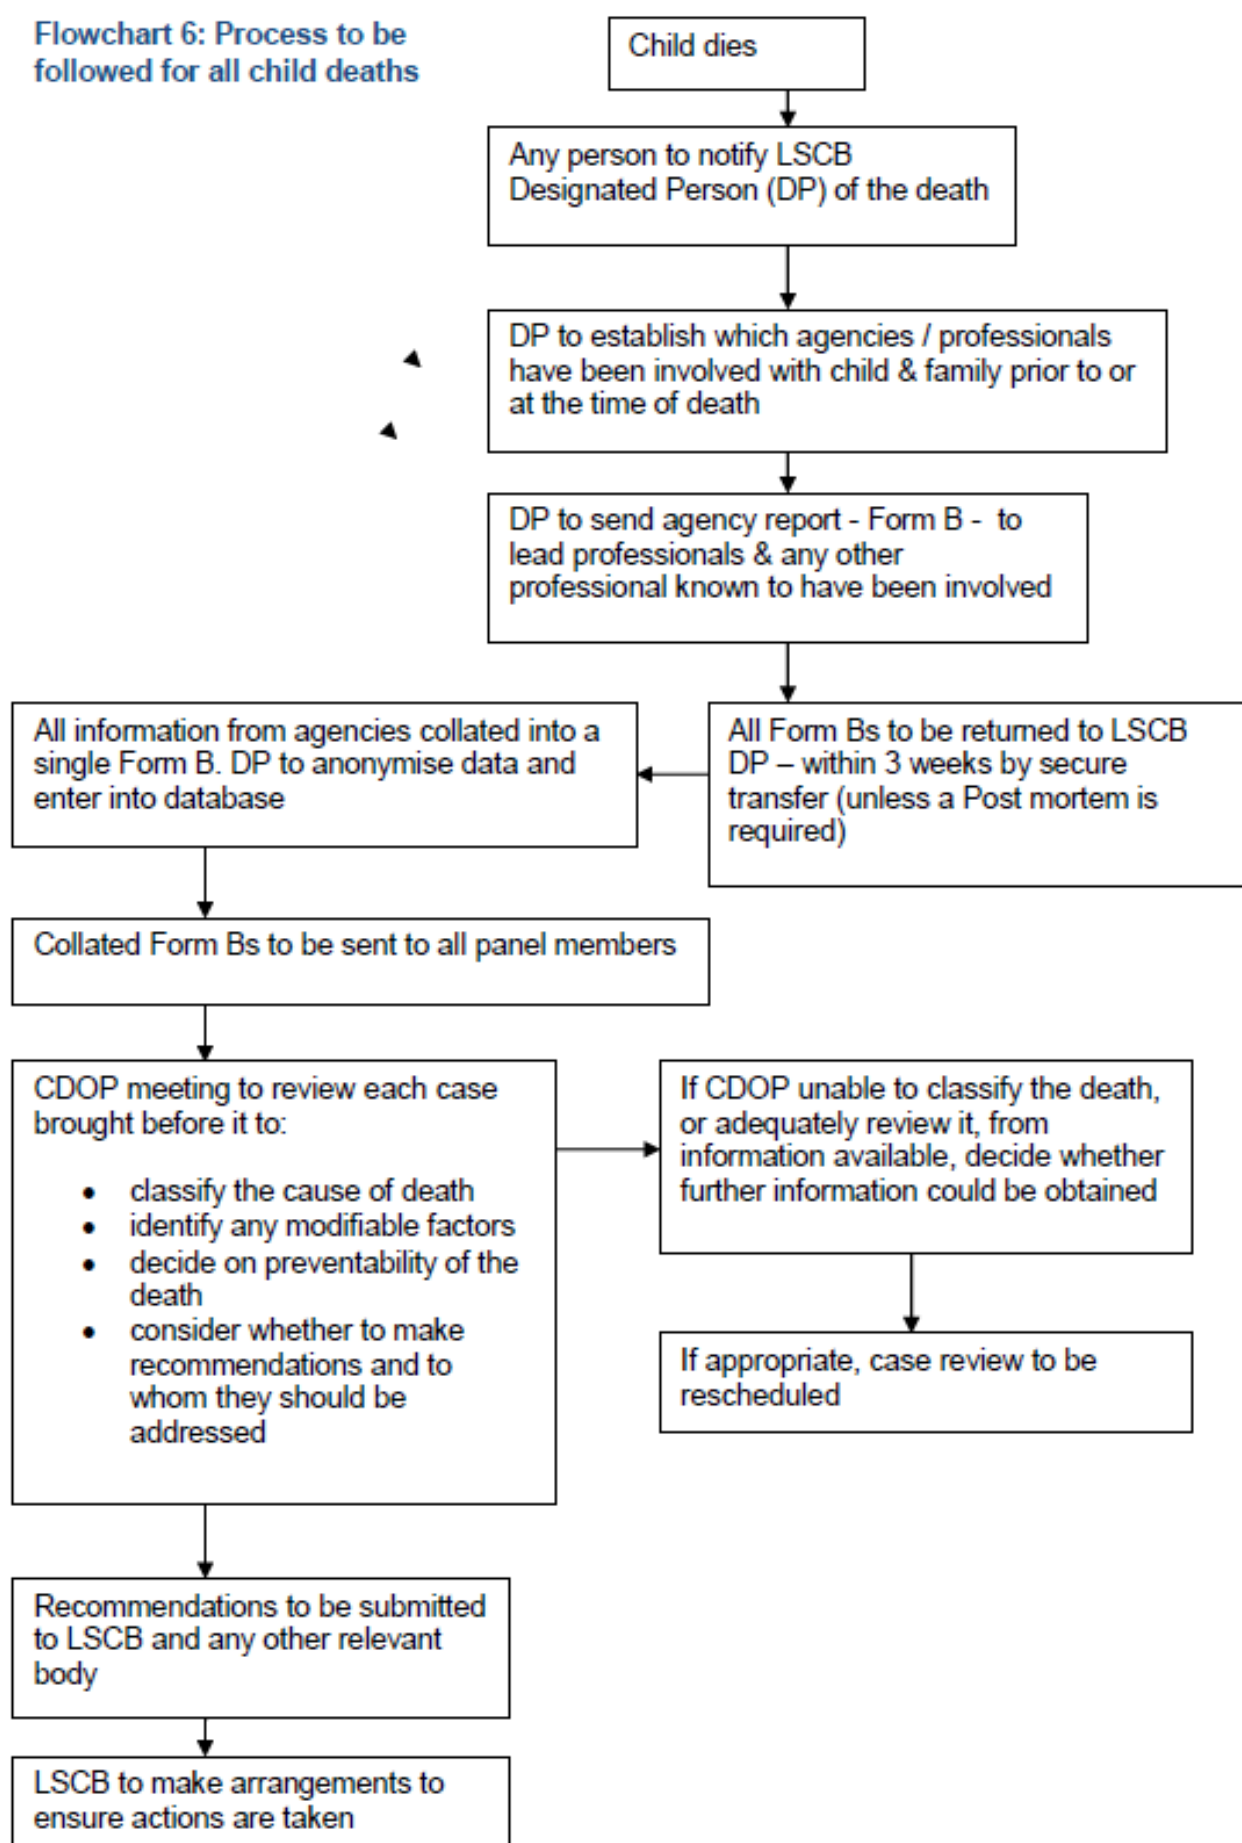 Flowchart 6: Process to be
followed for all child deaths
Child dies
Any person to notify LSCB
Designated Person (DP) of the death
DP to establish which agencies / professionals
have been involved with child & family prior to or
at the time of death
DP to send agency report - Form B - to
lead professionals & any other
professional known to have been involved
All Form Bs to be returned to LSCB
DP – within 3 weeks by secure
transfer (unless a Post mortem is
required)
All information from agencies collated into a
single Form B. DP to anonymise data and
enter into database
Collated Form Bs to be sent to all panel members
CDOP meeting to review each case
brought before it to:
• classify the cause of death
• identify any modifiable factors
• decide on preventability of the
death
• consider whether to make
recommendations and to
whom they should be
addressed
If CDOP unable to classify the death,
or adequately review it, from
information available, decide whether
further information could be obtained
If appropriate, case review to be
rescheduled
Recommendations to be submitted
to LSCB and any other relevant
body
LSCB to make arrangements to
ensure actions are taken